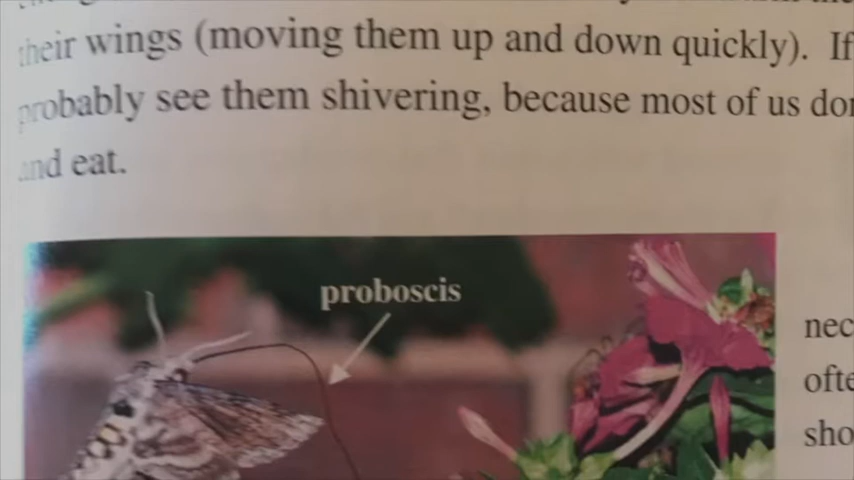 their wings (moving them up and down quickly). If
probably see them shivering, because most of us
and eat.
proboscis
nec
ofte
sho